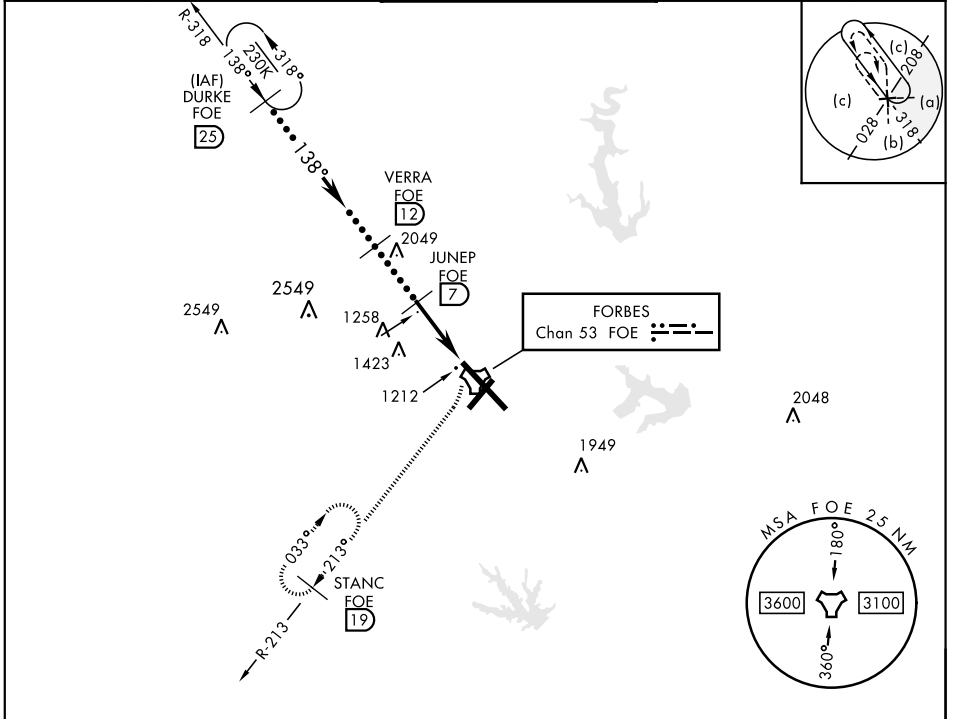 R-318
138°
230K
318°
(IAF)
DURKE
FOE
25
138°
VERRA
FOE
12
2049
JUNEP
FOE
7
2549
2549
1258
1423
1212
FORBES
Chan 53 FOE
2048
1949
033°
213°
STANC
FOE
19
R-213
(c)
208
(c)
(a)
028
318
(b)
MSA FOE 25 NM
180°
3600
3100
360°